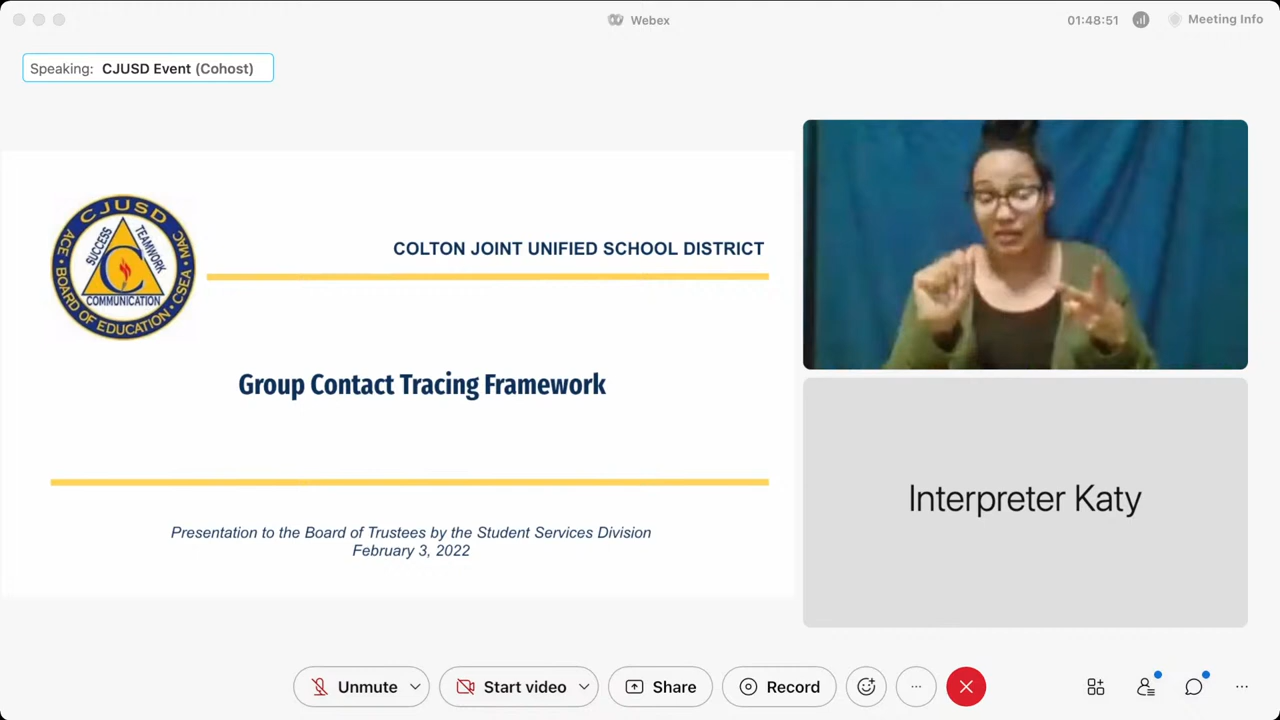 Webex
01:48:51
Meeting Info
Speaking: CJUSD Event (Cohost)
CJUSD
ACE · BOARD OF EDUCATION · CSEA · MAC
SUCCESS
TEAMWORK
C
COMMUNICATION
COLTON JOINT UNIFIED SCHOOL DISTRICT
Group Contact Tracing Framework
Presentation to the Board of Trustees by the Student Services Division
February 3, 2022
Interpreter Katy
Unmute
Start video
Share
Record